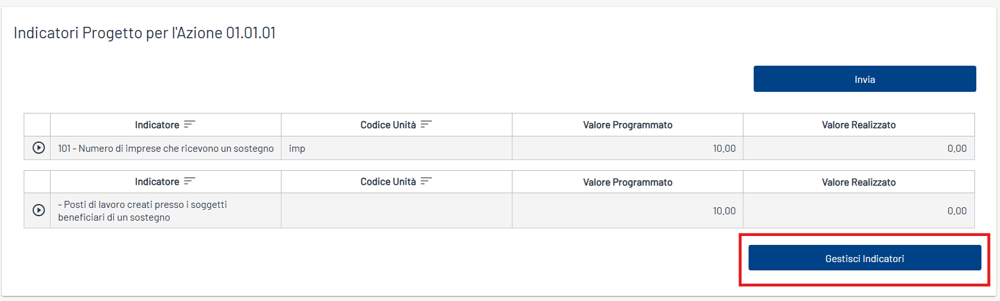 Indicatori Progetto per l'Azione 01.01.01
Invia
Indicatore Codice Unità Valore Programmato Valore Realizzato
101 - Numero di imprese che ricevono un sostegno imp 10.00 0.00
Indicatore Codice Unità Valore Programmato Valore Realizzato
- Posti di lavoro creati presso i soggetti
beneficiari di un sostegno 10.00 0.00
Gestisci Indicatori